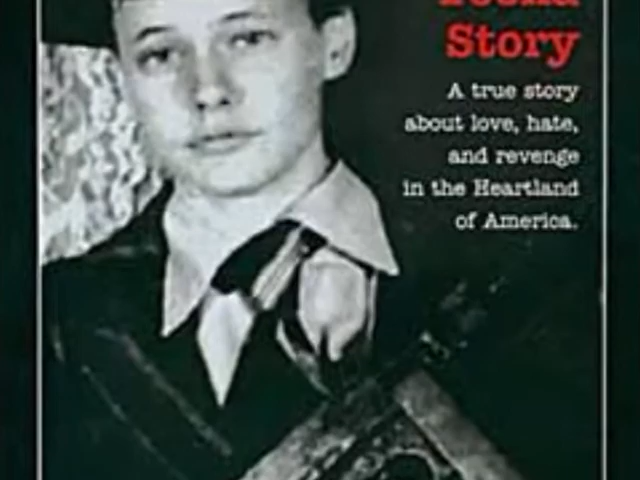 Story
A true story
about love, hate,
and revenge
in the Heartland
of America.